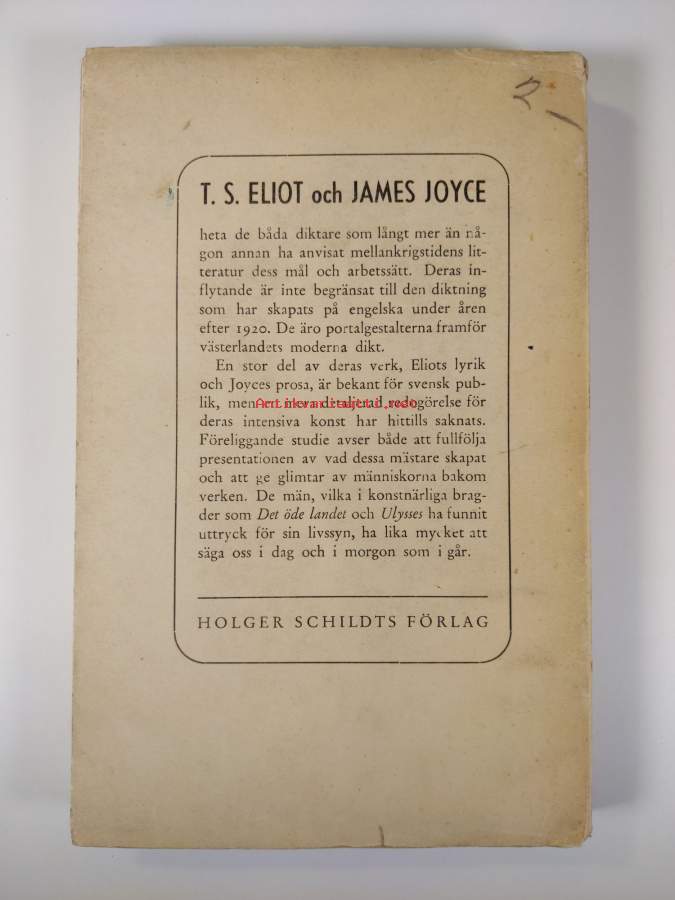 2-
T. S. ELIOT och JAMES JOYCE
heta de båda diktare som långt mer än nå-
gon annan ha anvisat mellankrigstidens lit-
teratur dess mål och arbetssätt. Deras in-
flytande är inte begränsat till den diktning
som har skapats på engelska under åren
efter 1920. De äro portalgestalterna framför
västerlandets moderna dikt.
En stor del av deras verk, Eliots lyrik
och Joyces prosa, är bekant för svensk pub-
lik, men en mera detaljerad redogörelse för
deras intensiva konst har hittills saknats.
Föreliggande studie avser både att fullfölja
presentationen av vad dessa mästare skapat
och att ge glimtar av människorna bakom
verken. De män, vilka i konstnärliga brag-
der som Det öde landet och Ulysses ha funnit
uttryck för sin livssyn, ha lika mycket att
säga oss i dag och i morgon som i går.
HOLGER SCHILDTS FÖRLAG